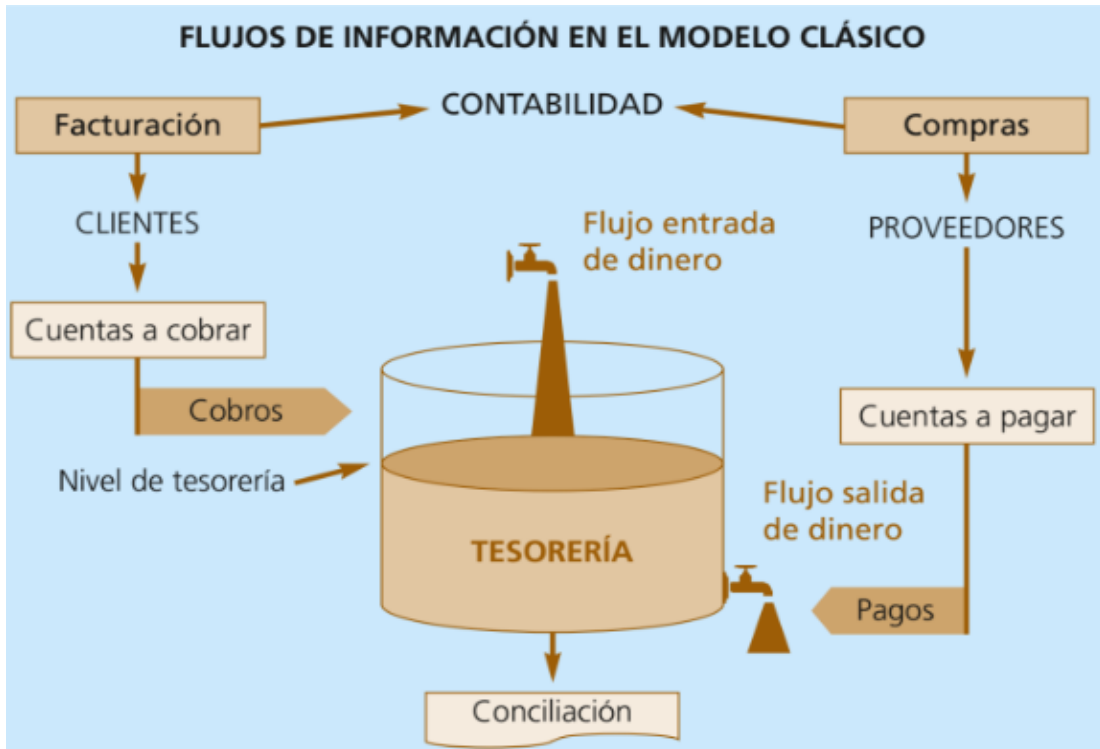 FLUJOS DE INFORMACIÓN EN EL MODELO CLÁSICO
Facturación
CONTABILIDAD
Compras
CLIENTES
Flujo entrada
de dinero
PROVEEDORES
Cuentas a cobrar
Cobros
Cuentas a pagar
Nivel de tesorería
Flujo salida
de dinero
TESORERÍA
Pagos
Conciliación